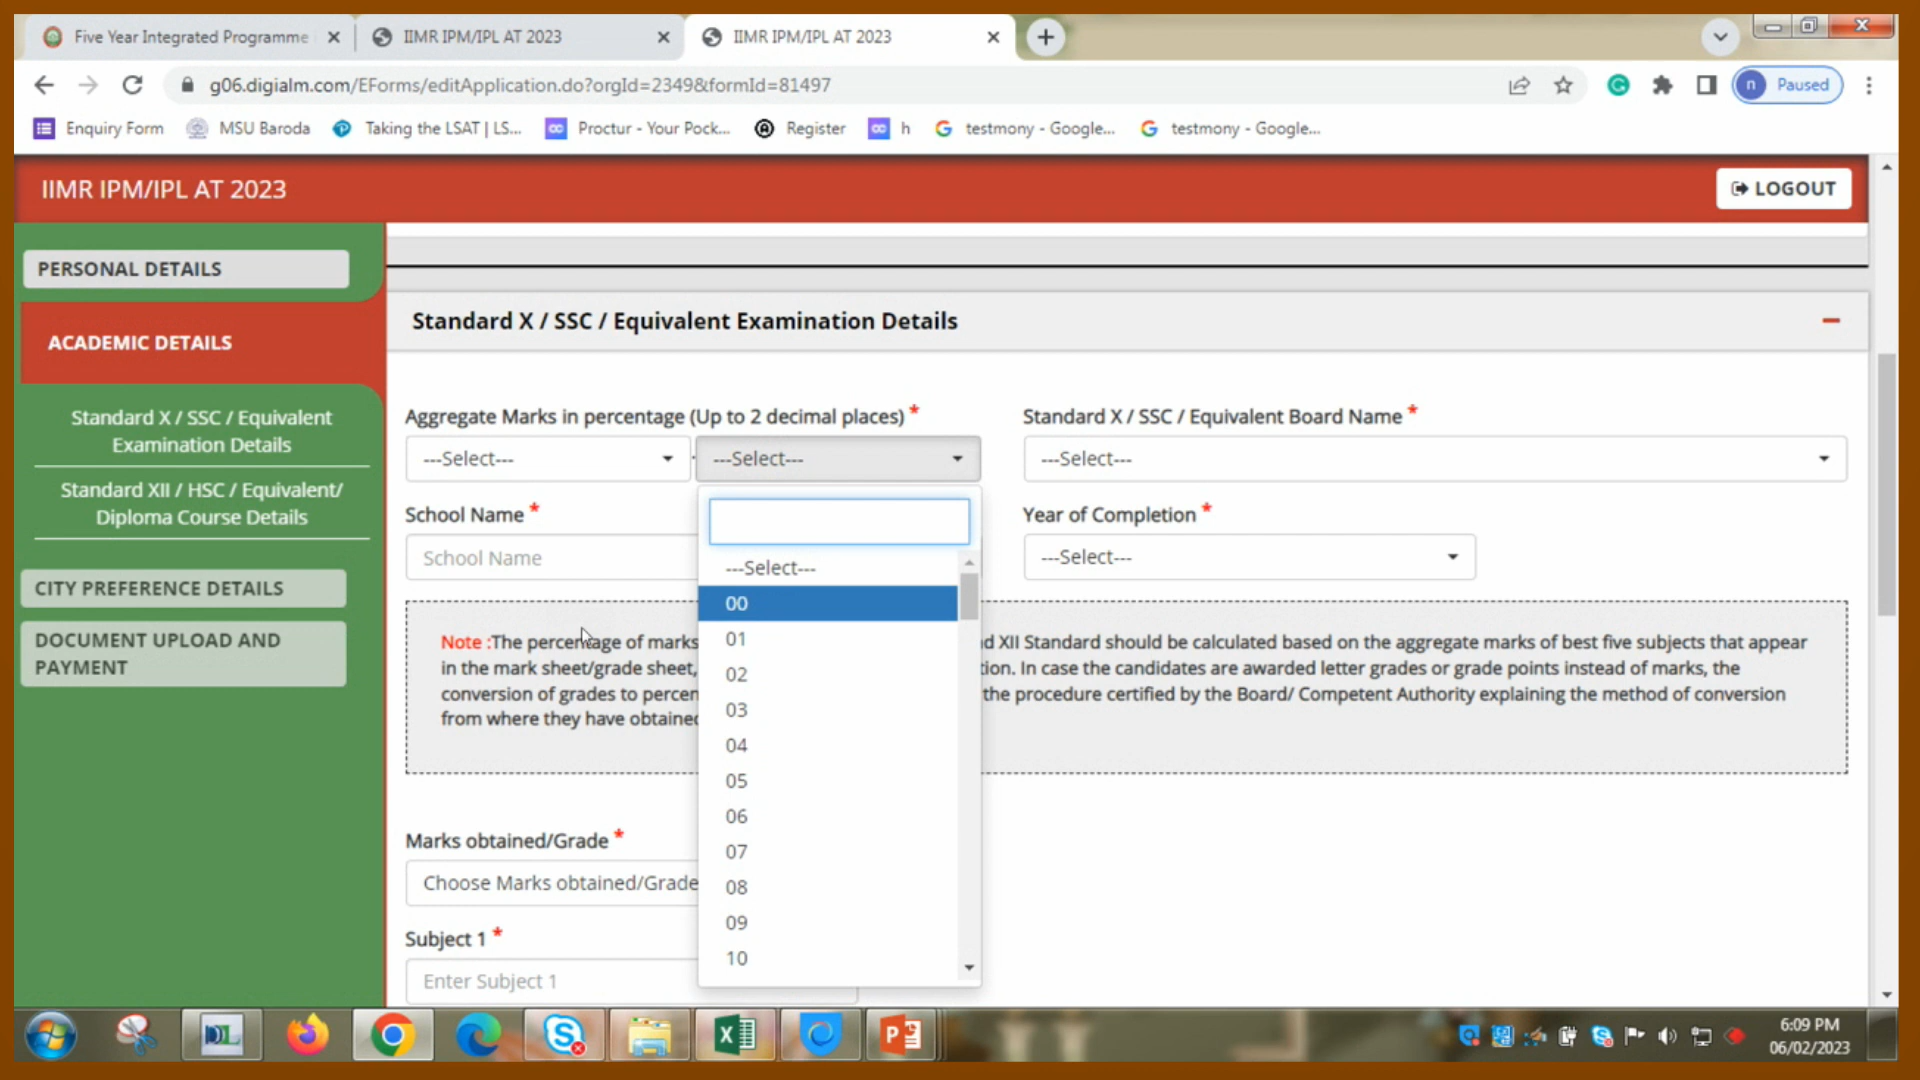 Five Year Integrated Programme
IIMR IPM/IPL AT 2023
IIMR IPM/IPL AT 2023
g06.digialm.com/EForms/editApplication.do?orgId=2349&formId=81497
n
Paused
Enquiry Form
MSU Baroda
Taking the LSAT | LS...
Proctur - Your Pock...
Register
h
testmony - Google...
testmony - Google...
IIMR IPM/IPL AT 2023
LOGOUT
PERSONAL DETAILS
ACADEMIC DETAILS
Standard X / SSC / Equivalent
Examination Details
Standard XII / HSC / Equivalent/
Diploma Course Details
CITY PREFERENCE DETAILS
DOCUMENT UPLOAD AND
PAYMENT
Standard X / SSC / Equivalent Examination Details
Aggregate Marks in percentage (Up to 2 decimal places) *
Standard X / SSC / Equivalent Board Name *
---Select---
.
---Select---
---Select---
School Name *
Year of Completion *
School Name
---Select---
---Select---
00
01
02
03
04
05
06
07
08
09
10
Note :The percentage of marks
d XII Standard should be calculated based on the aggregate marks of best five subjects that appear
in the mark sheet/grade sheet,
tion. In case the candidates are awarded letter grades or grade points instead of marks, the
conversion of grades to percen
the procedure certified by the Board/ Competent Authority explaining the method of conversion
from where they have obtained
Marks obtained/Grade *
Choose Marks obtained/Grade
Subject 1 *
Enter Subject 1
6:09 PM
06/02/2023